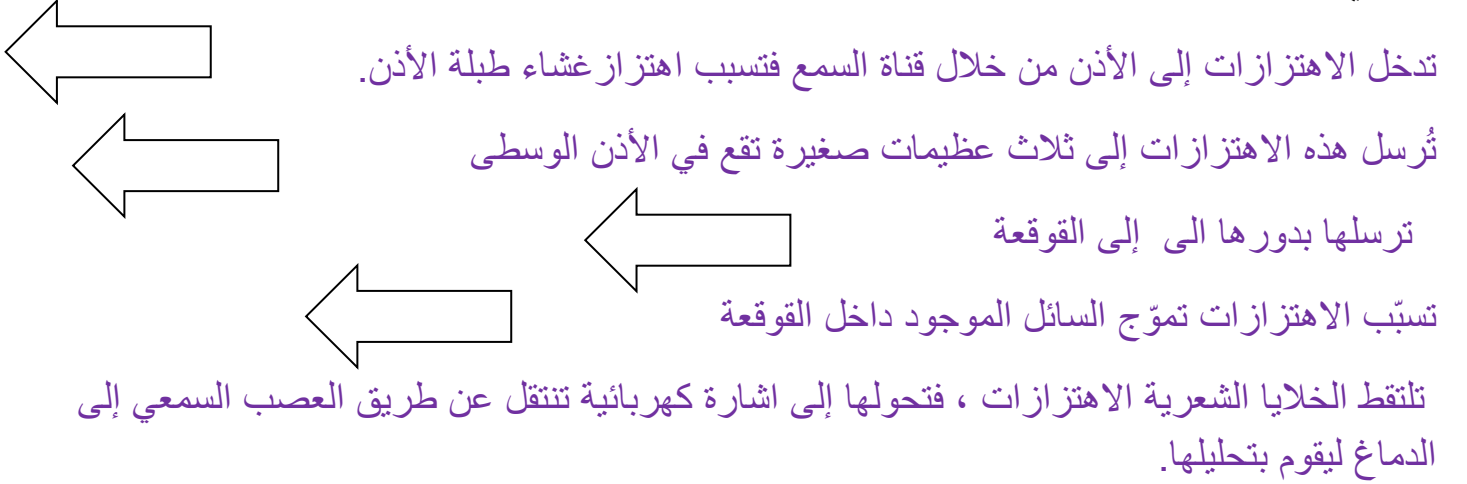 تدخل الاهتزازات إلى الأذن من خلال قناة السمع فتسبب اهتزازغشاء طبلة الأذن.
تُرسل هذه الاهتزازات إلى ثلاث عظيمات صغيرة تقع في الأذن الوسطى
ترسلها بدورها الى إلى القوقعة
تسبّب الاهتزازات تموّج السائل الموجود داخل القوقعة
تلتقط الخلايا الشعرية الاهتزازات ، فتحولها إلى اشارة كهربائية تنتقل عن طريق العصب السمعي إلى
الدماغ ليقوم بتحليلها.